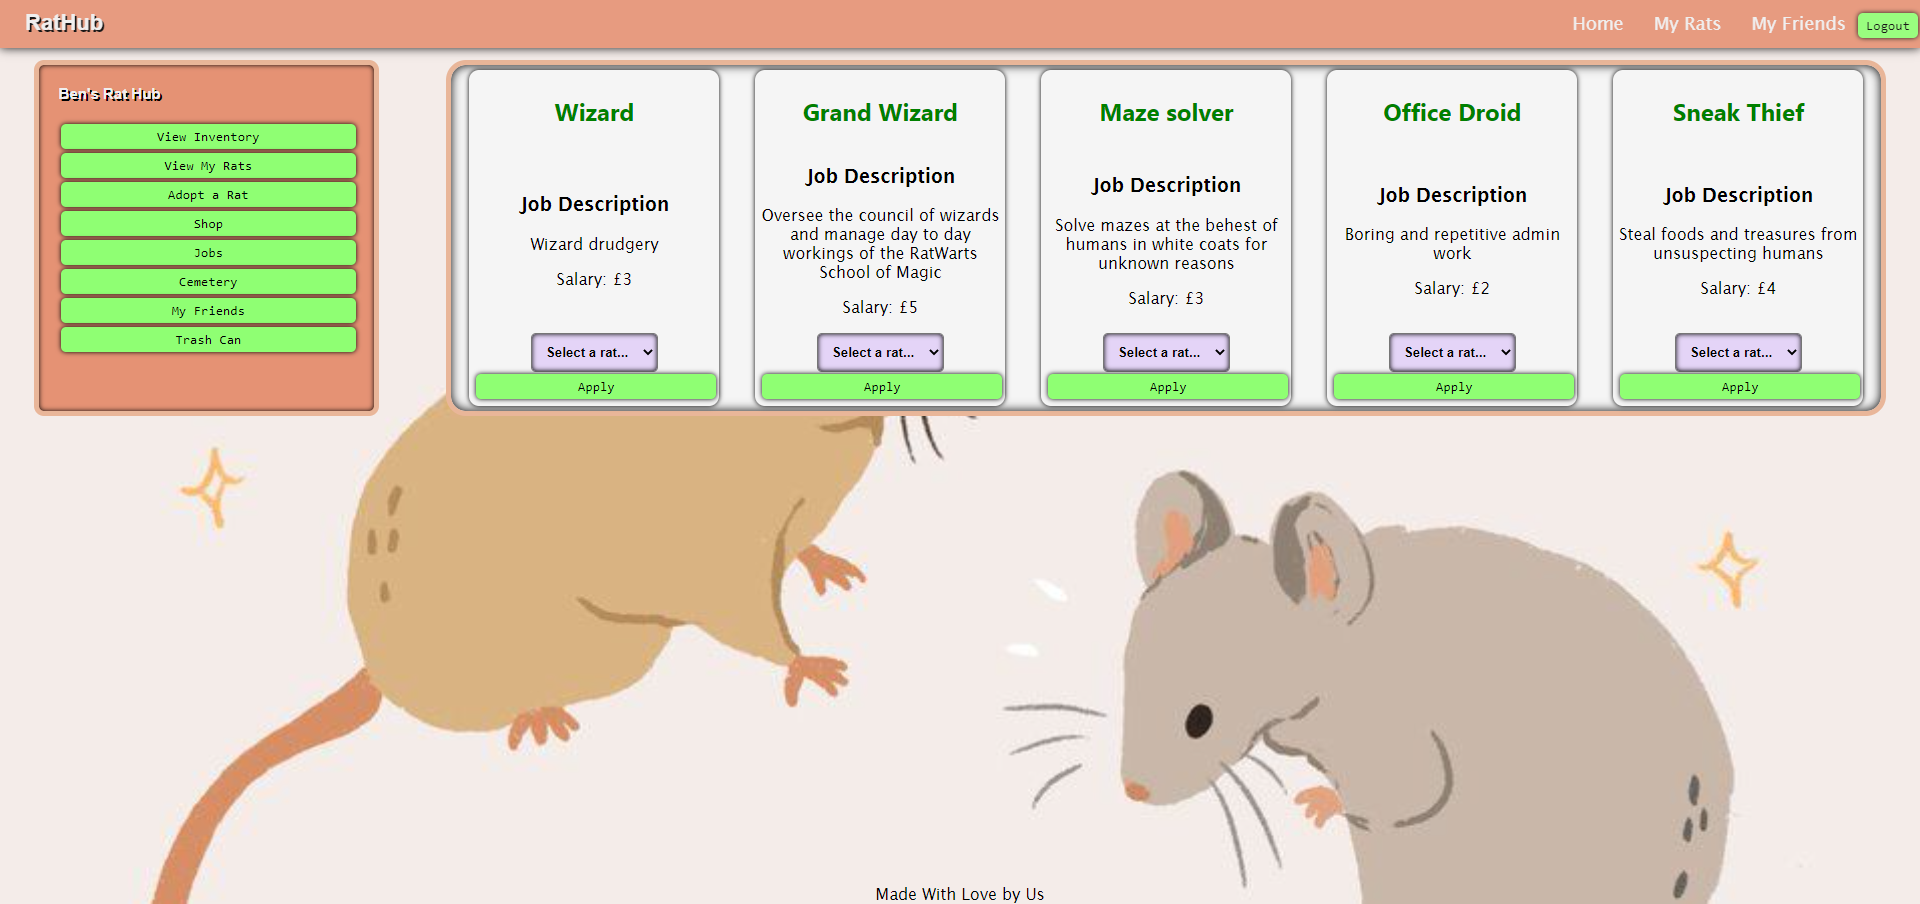 RatHub
Home
My Rats
My Friends
Logout
Ben's Rat Hub
View Inventory
View My Rats
Adopt a Rat
Shop
Jobs
Cemetery
My Friends
Trash Can
Wizard
Job Description
Wizard drudgery
Salary: £3
Select a rat...
Apply
Grand Wizard
Job Description
Oversee the council of wizards
and manage day to day
workings of the RatWarts
School of Magic
Salary: £5
Select a rat...
Apply
Maze solver
Job Description
Solve mazes at the behest of
humans in white coats for
unknown reasons
Salary: £3
Select a rat...
Apply
Office Droid
Job Description
Boring and repetitive admin
work
Salary: £2
Select a rat...
Apply
Sneak Thief
Job Description
Steal foods and treasures from
unsuspecting humans
Salary: £4
Select a rat...
Apply
Made With Love by Us